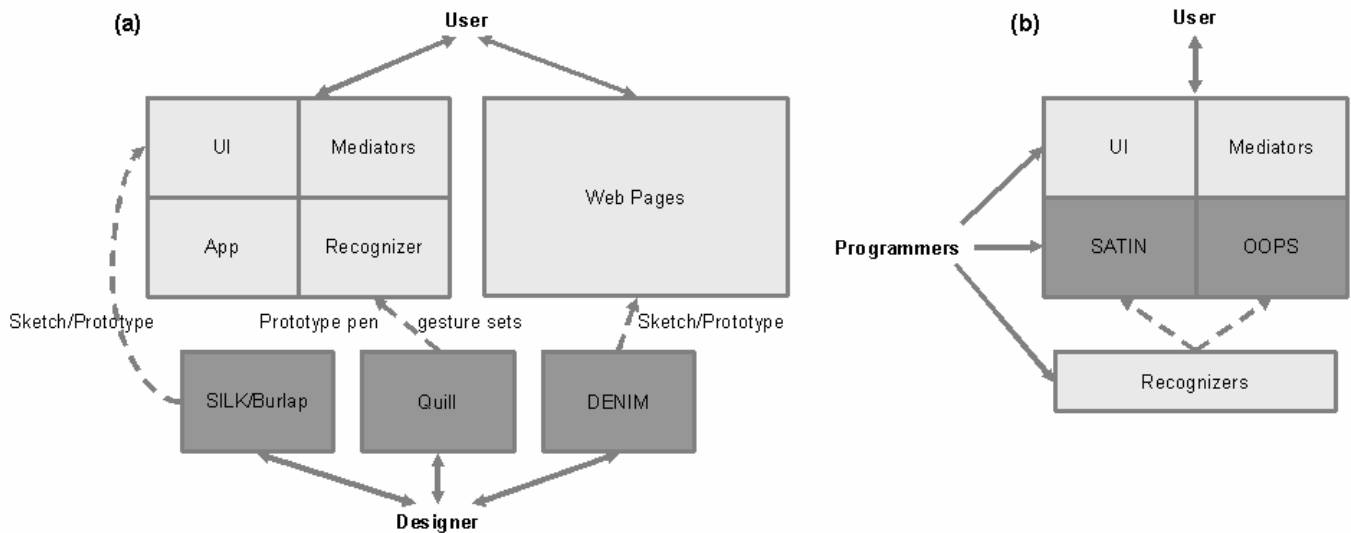 (a)
User
UI
Mediators
App
Recognizer
Web Pages
Sketch/Prototype
Prototype pen gesture sets
Sketch/Prototype
SILK/Burlap
Quill
DENIM
Designer
(b)
User
UI
Mediators
Programmers
SATIN
OOPS
Recognizers